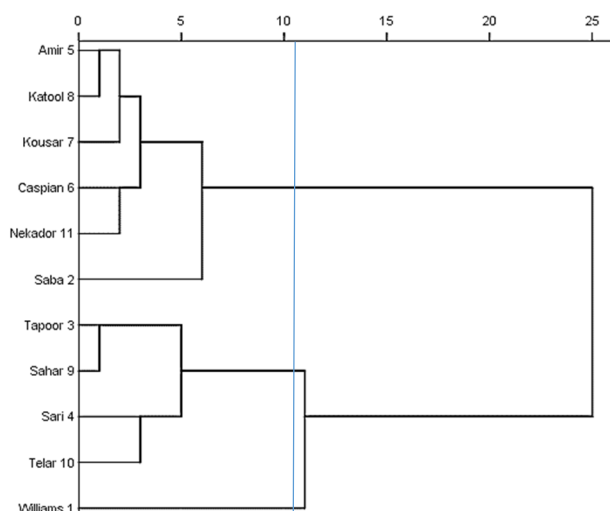 0 5 10 15 20 25
Amir 5
Katool 8
Kousar 7
Caspian 6
Nekador 11
Saba 2
Tapoor 3
Sahar 9
Sari 4
Telar 10
Williams 1